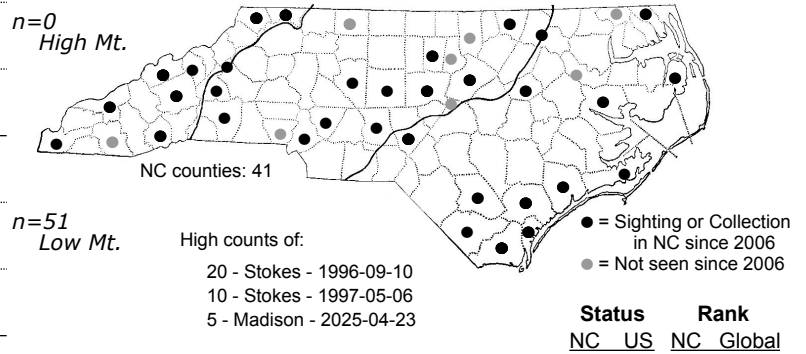 n=0
High Mt.
NC counties: 41
n=51
Low Mt.
High counts of:
20 - Stokes - 1996-09-10
10 - Stokes - 1997-05-06
5 - Madison - 2025-04-23
= Sighting or Collection
in NC since 2006
= Not seen since 2006
Status Rank
NC US NC Global